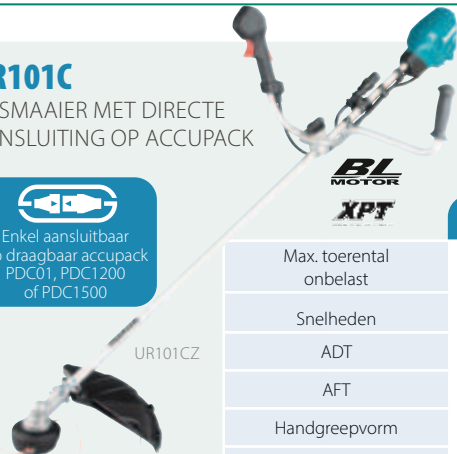 R101C
SMAAIER MET DIRECTE
NSLUITING OP ACCUPACK
BL
MOTOR
XPT
Enkel aansluitbaar
p draagbaar accupack
PDC01, PDC1200
of PDC1500
UR101CZ
Max. toerental
onbelast
Snelheden
ADT
AFT
Handgreepvorm